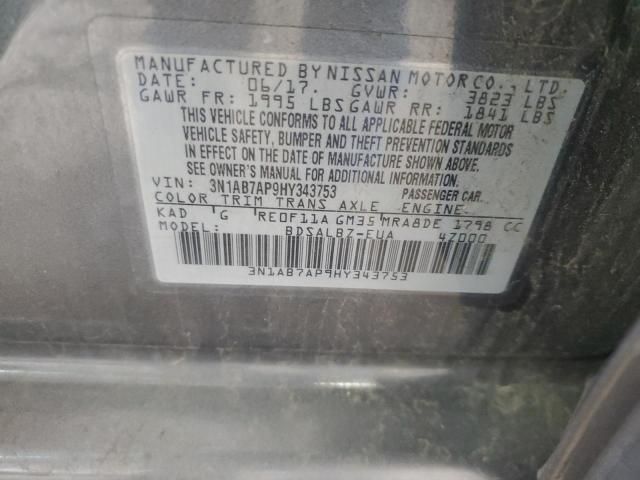 MANUFACTURED BY NISSAN MOTOR CO., LTD.
DATE: 06/17. GVWR: 3823 LBS
GAWR FR: 1995 LBS GAWR RR: 1841 LBS
THIS VEHICLE CONFORMS TO ALL APPLICABLE FEDERAL MOTOR
VEHICLE SAFETY, BUMPER AND THEFT PREVENTION STANDARDS
IN EFFECT ON THE DATE OF MANUFACTURE SHOWN ABOVE.
SEE OWNER'S MANUAL FOR ADDITIONAL INFORMATION.
VIN: 3N1AB7AP9HY343753 PASSENGER CAR
COLOR TRIM TRANS AXLE ENGINE
KAD G RE0F11A GM35 MRA8DE 1798 CC
MODEL: BDSALBZ-EUA 4Z000
3N1AB7AP9HY343753